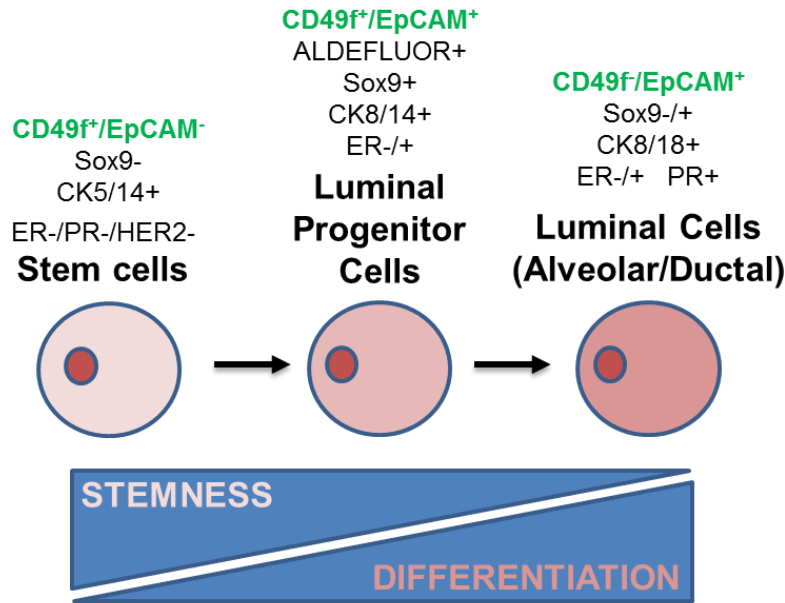 CD49f⁺/EpCAM⁻
Sox9-
CK5/14+
ER-/PR-/HER2-
Stem cells
CD49f⁺/EpCAM⁺
ALDEFLUOR+
Sox9+
CK8/14+
ER-/+
Luminal
Progenitor
Cells
CD49f⁻/EpCAM⁺
Sox9-/+
CK8/18+
ER-/+ PR+
Luminal Cells
(Alveolar/Ductal)
STEMNESS
DIFFERENTIATION